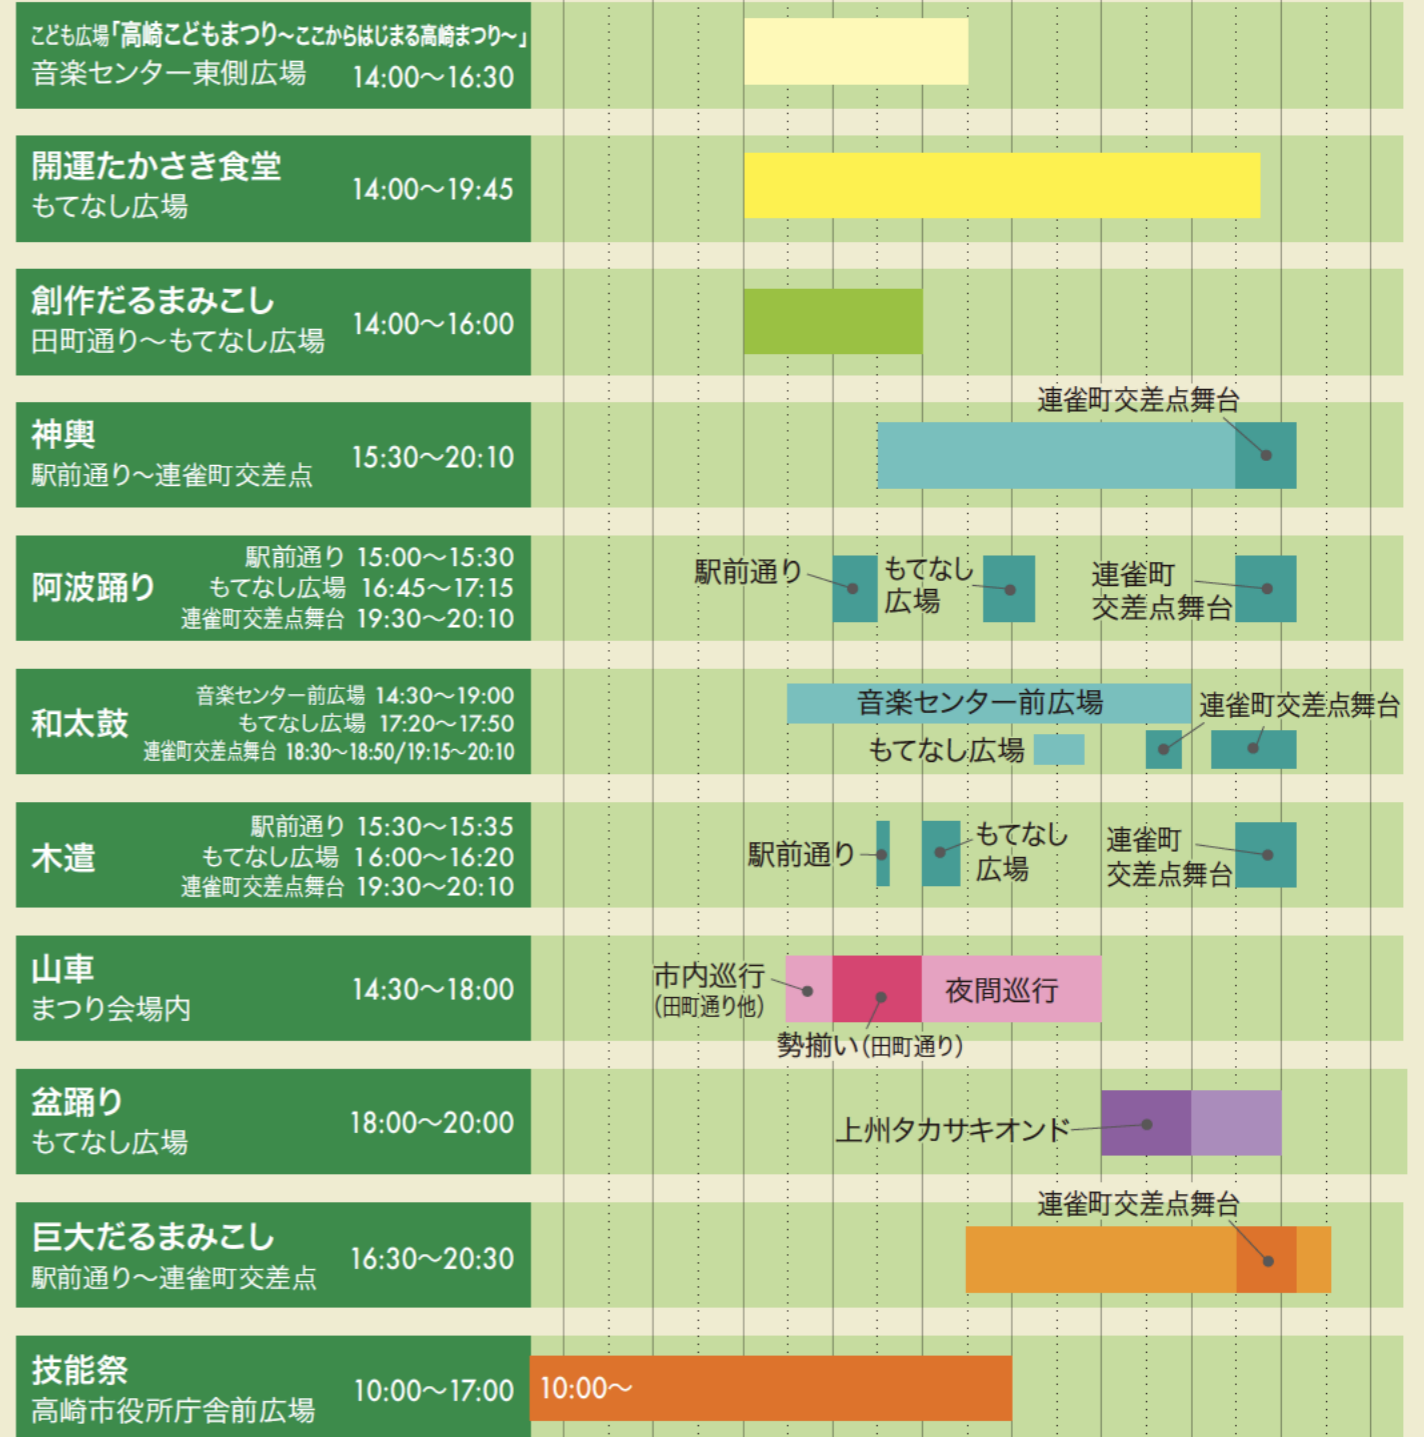 こども広場「高崎こどもまつり～ここからはじまる高崎まつり～」
音楽センター東側広場 14:00～16:30
開運たかさき食堂
もてなし広場
14:00～19:45
創作だるまみこし
田町通り～もてなし広場
14:00～16:00
神輿
駅前通り～連雀町交差点
15:30～20:10
連雀町交差点舞台
阿波踊り
駅前通り 15:00～15:30
もてなし広場 16:45～17:15
連雀町交差点舞台 19:30～20:10
駅前通り
もてなし
広場
連雀町
交差点舞台
和太鼓
音楽センター前広場 14:30～19:00
もてなし広場 17:20～17:50
連雀町交差点舞台 18:30～18:50/19:15～20:10
音楽センター前広場
連雀町交差点舞台
もてなし広場
木遣
駅前通り 15:30～15:35
もてなし広場 16:00～16:20
連雀町交差点舞台 19:30～20:10
駅前通り
もてなし
広場
連雀町
交差点舞台
山車
まつり会場内
14:30～18:00
市内巡行
(田町通り他)
夜間巡行
勢揃い(田町通り)
盆踊り
もてなし広場
18:00～20:00
上州タカサキオンド
巨大だるまみこし
駅前通り～連雀町交差点
16:30～20:30
連雀町交差点舞台
技能祭
高崎市役所庁舎前広場
10:00～17:00
10:00～